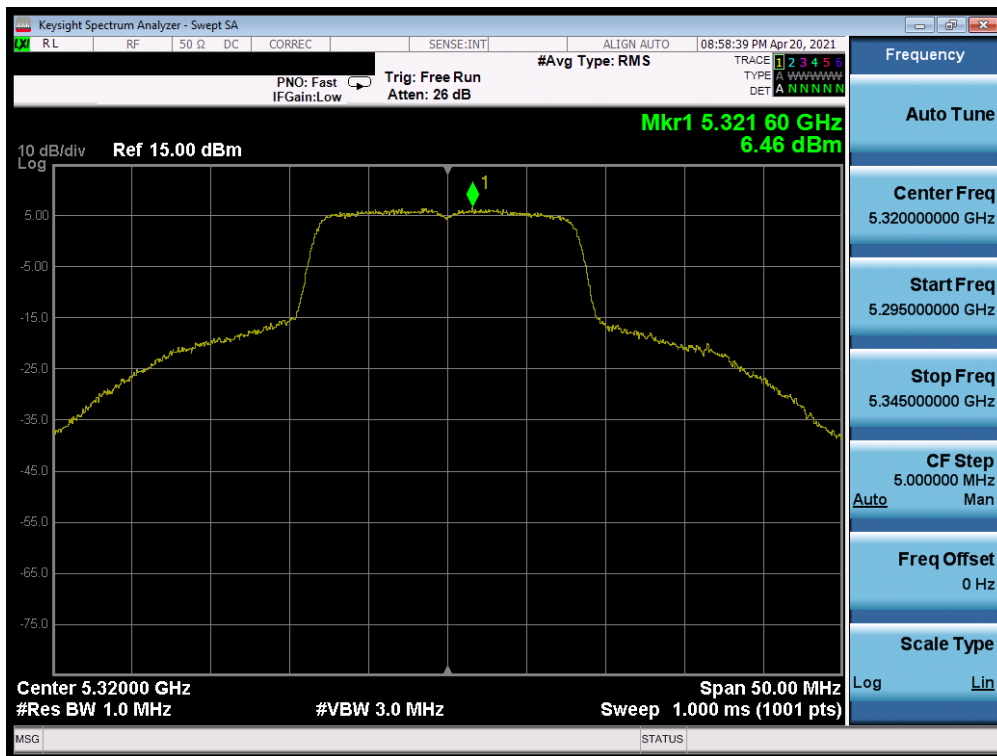 Keysight Spectrum Analyzer - Swept SA
LXI RL RF 50 Ω DC CORREC SENSE:INT ALIGN AUTO 08:58:39 PM Apr 20, 2021
#Avg Type: RMS
TRACE 1 2 3 4 5 6
PNO: Fast Trig: Free Run TYPE A WWWWW
IFGain:Low Atten: 26 dB DET A N N N N N
Mkr1 5.321 60 GHz
6.46 dBm
10 dB/div Ref 15.00 dBm
Log
1
5.00
-5.00
-15.0
-25.0
-35.0
-45.0
-55.0
-65.0
-75.0
Center 5.32000 GHz Span 50.00 MHz
#Res BW 1.0 MHz #VBW 3.0 MHz Sweep 1.000 ms (1001 pts)
MSG STATUS
Frequency
Auto Tune
Center Freq
5.320000000 GHz
Start Freq
5.295000000 GHz
Stop Freq
5.345000000 GHz
CF Step
5.000000 MHz
Auto Man
Freq Offset
0 Hz
Scale Type
Log Lin